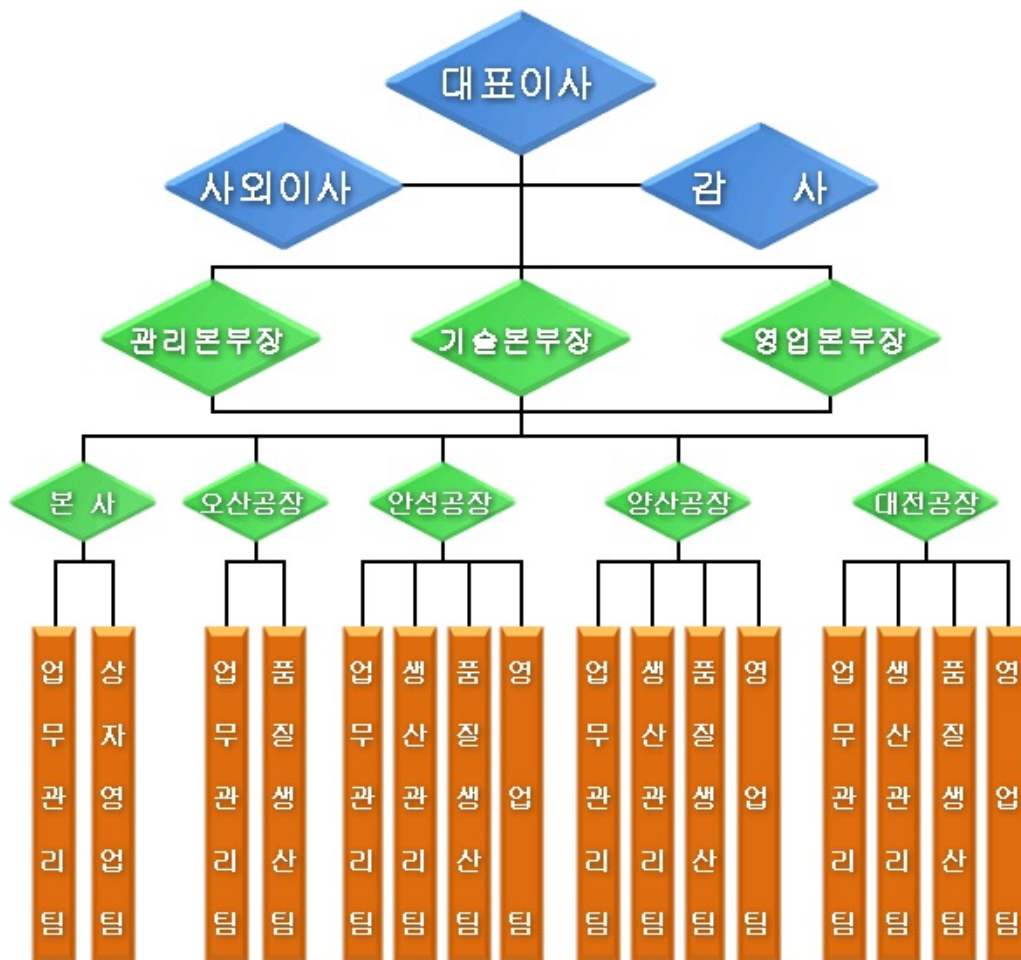 대표이사
사외이사
감 사
관리본부장
기술본부장
영업본부장
본 사
오산공장
안성공장
양산공장
대전공장
업무관리팀
상자영업팀
업무관리팀
품질생산팀
업무관리팀
생산관리팀
품질생산팀
영업팀
업무관리팀
생산관리팀
품질생산팀
영업팀
업무관리팀
생산관리팀
품질생산팀
영업팀